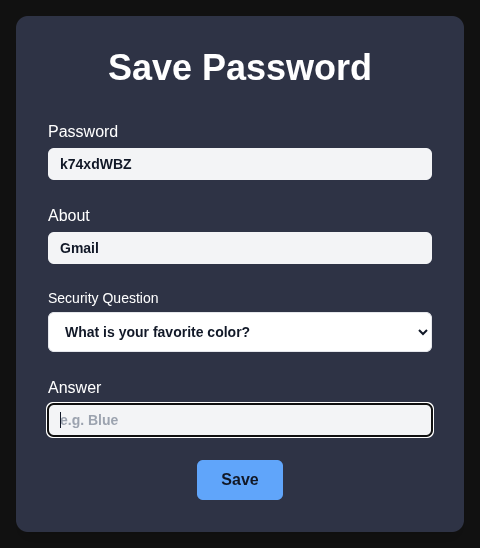 Save Password
Password
k74xdWBZ
About
Gmail
Security Question
What is your favorite color?
Answer
e.g. Blue
Save